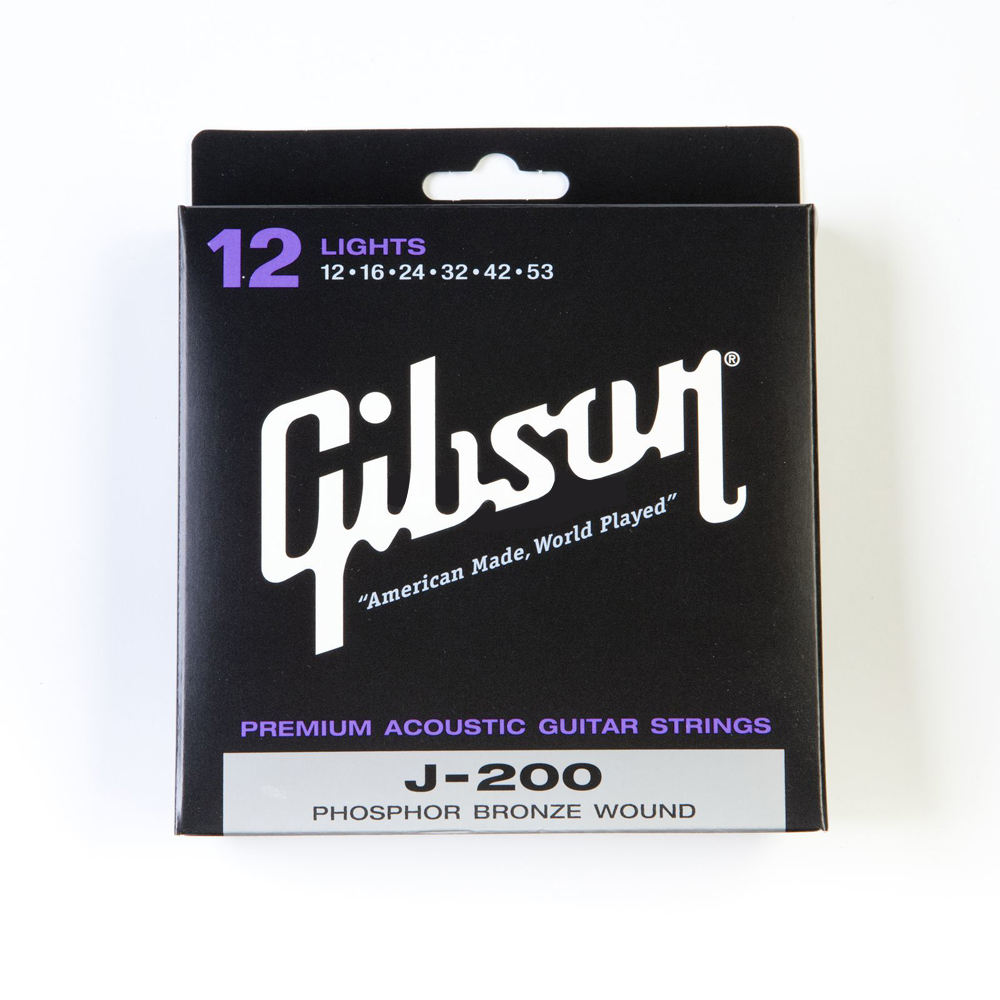 12 LIGHTS
12•16•24•32•42•53
Gibson®
“American Made, World Played”
PREMIUM ACOUSTIC GUITAR STRINGS
J-200
PHOSPHOR BRONZE WOUND